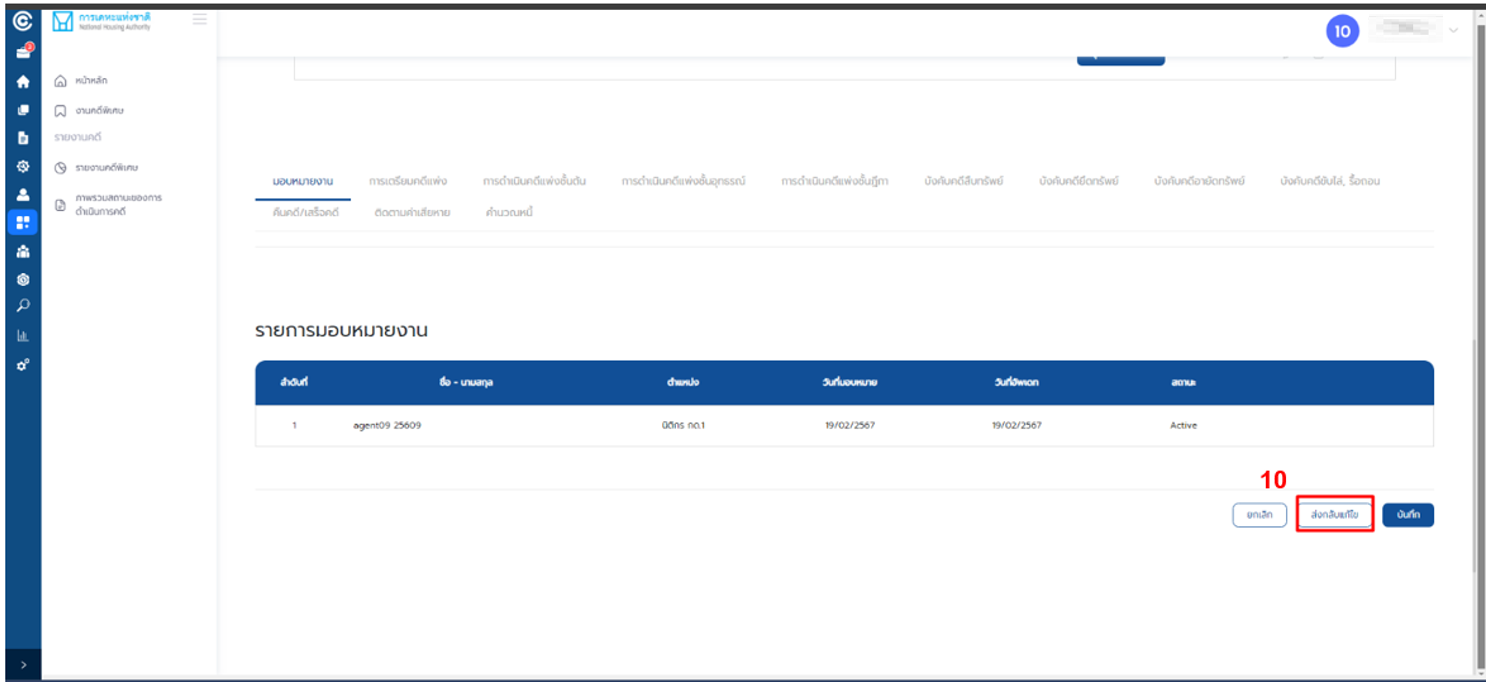 การเคหะแห่งชาติ
National Housing Authority
10
2
หน้าหลัก
งานคดีพิเศษ
รายงานคดี
รายงานคดีพิเศษ
ภาพรวมสถานะของการ
ดำเนินการคดี
มอบหมายงาน การเตรียมคดีแพ่ง การดำเนินคดีแพ่งชั้นต้น การดำเนินคดีแพ่งชั้นอุทธรณ์ การดำเนินคดีแพ่งชั้นฎีกา บังคับคดีสืบทรัพย์ บังคับคดียึดทรัพย์ บังคับคดีอายัดทรัพย์ บังคับคดีขับไล่, รื้อถอน
คืนคดี/เสร็จคดี ติดตามค่าเสียหาย คำนวณหนี้
รายการมอบหมายงาน
ลำดับที่ ชื่อ - นามสกุล ตำแหน่ง วันที่มอบหมาย วันที่อัพเดท สถานะ
1 agent09 25609 นิติกร กด.1 19/02/2567 19/02/2567 Active
10
ยกเลิก ส่งกลับแก้ไข บันทึก